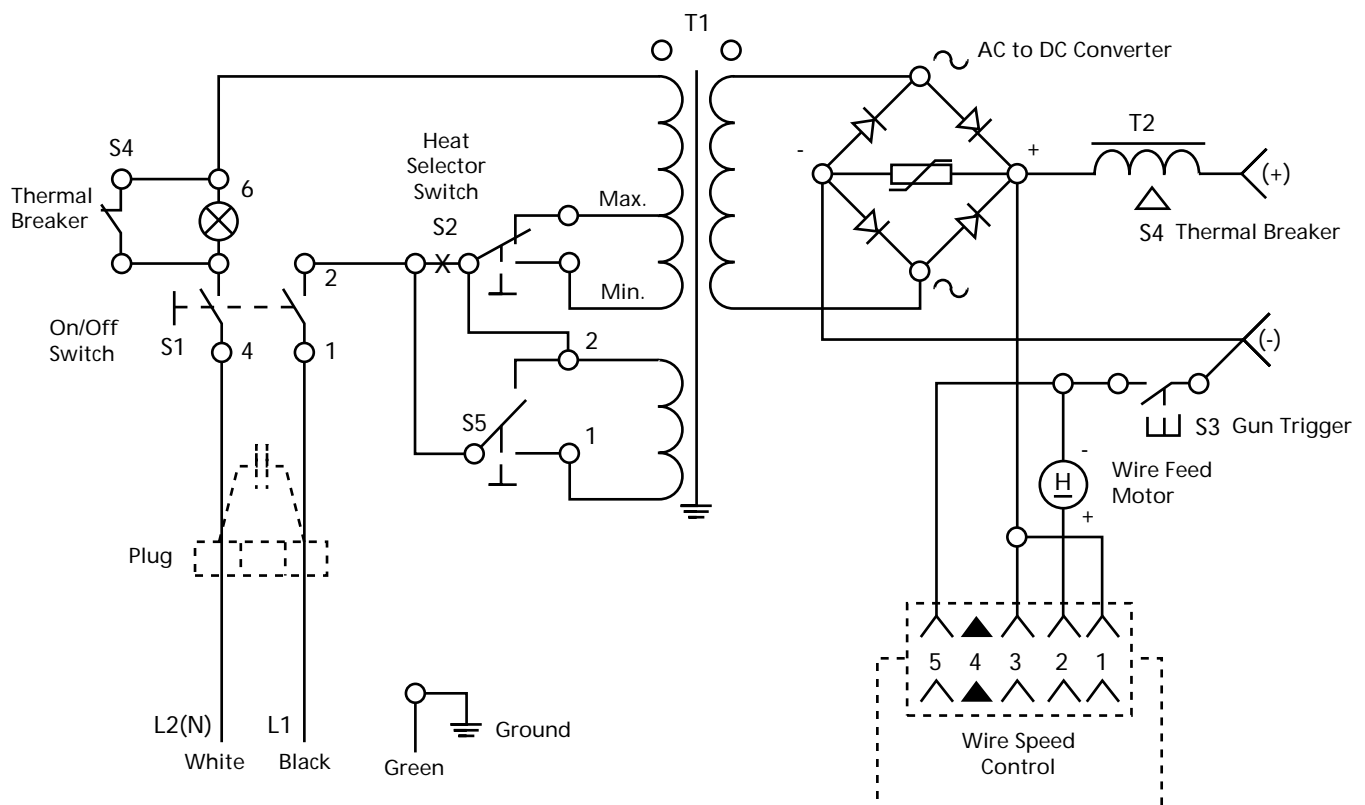 T1
AC to DC Converter
S4
Thermal
Breaker
6
Heat
Selector
Switch
S2
Max.
Min.
-
+
T2
(+)
S4 Thermal Breaker
2
On/Off
Switch
S1
4
1
2
S5
1
(-)
S3 Gun Trigger
-
H
+
Wire Feed
Motor
Plug
5 4 3 2 1
Wire Speed
Control
L2(N)
White
L1
Black
Green
Ground